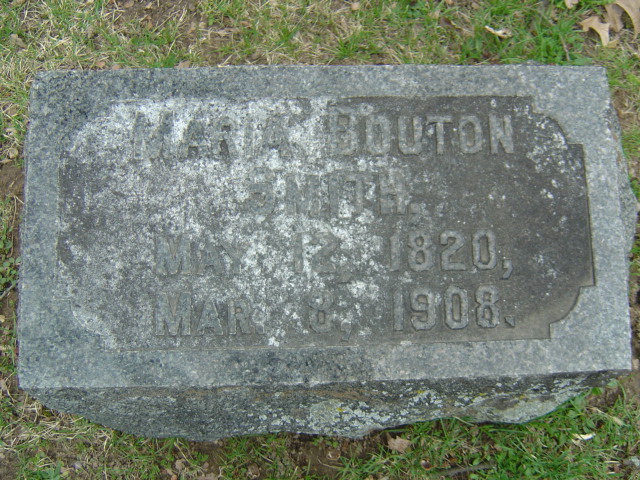 MARIA BOUTON
SMITH,
MAY. 12, 1820,
MAR. 8, 1908.